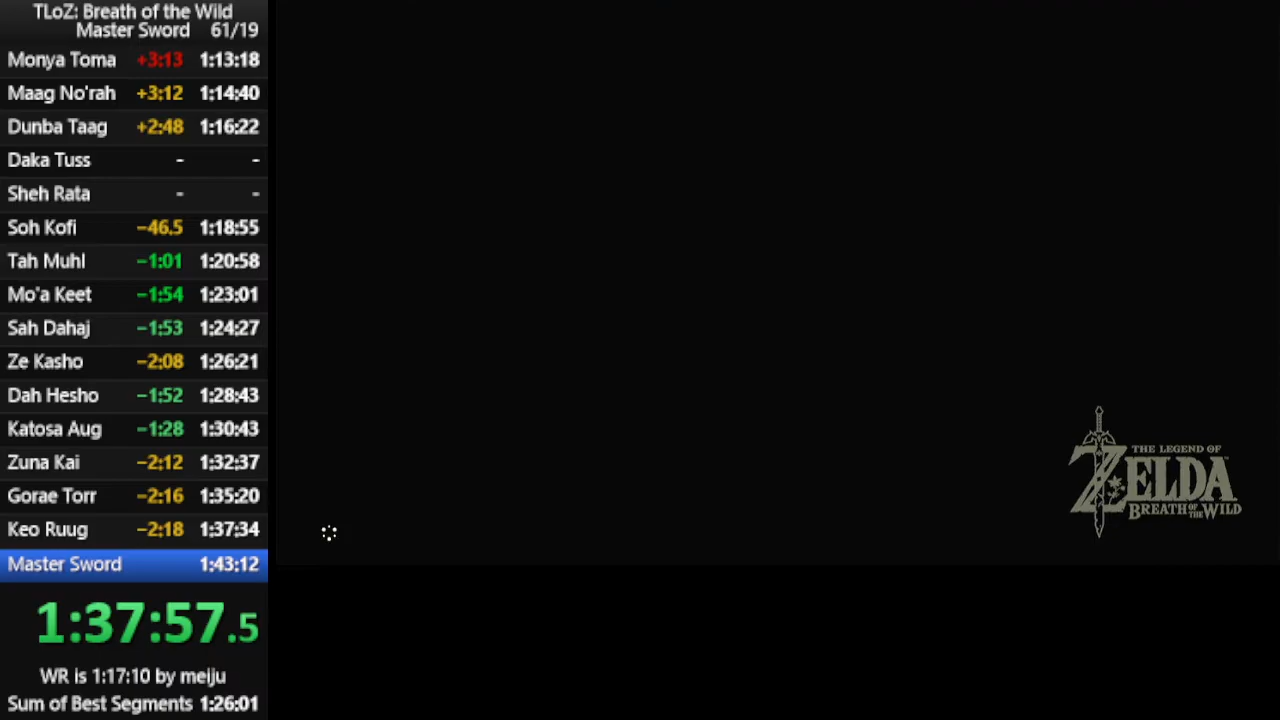 TLoZ: Breath of the Wild
Master Sword 61/19
Monya Toma +3:13 1:13:18
Maag No'rah +3:12 1:14:40
Dunba Taag +2:48 1:16:22
Daka Tuss - -
Sheh Rata - -
Soh Kofi -46.5 1:18:55
Tah Muhl -1:01 1:20:58
Mo'a Keet -1:54 1:23:01
Sah Dahaj -1:53 1:24:27
Ze Kasho -2:08 1:26:21
Dah Hesho -1:52 1:28:43
Katosa Aug -1:28 1:30:43
Zuna Kai -2:12 1:32:37
Gorae Torr -2:16 1:35:20
Keo Ruug -2:18 1:37:34
Master Sword 1:43:12
1:37:57.5
WR is 1:17:10 by meiju
Sum of Best Segments 1:26:01
THE LEGEND OF
ZELDA
BREATH OF THE WILD